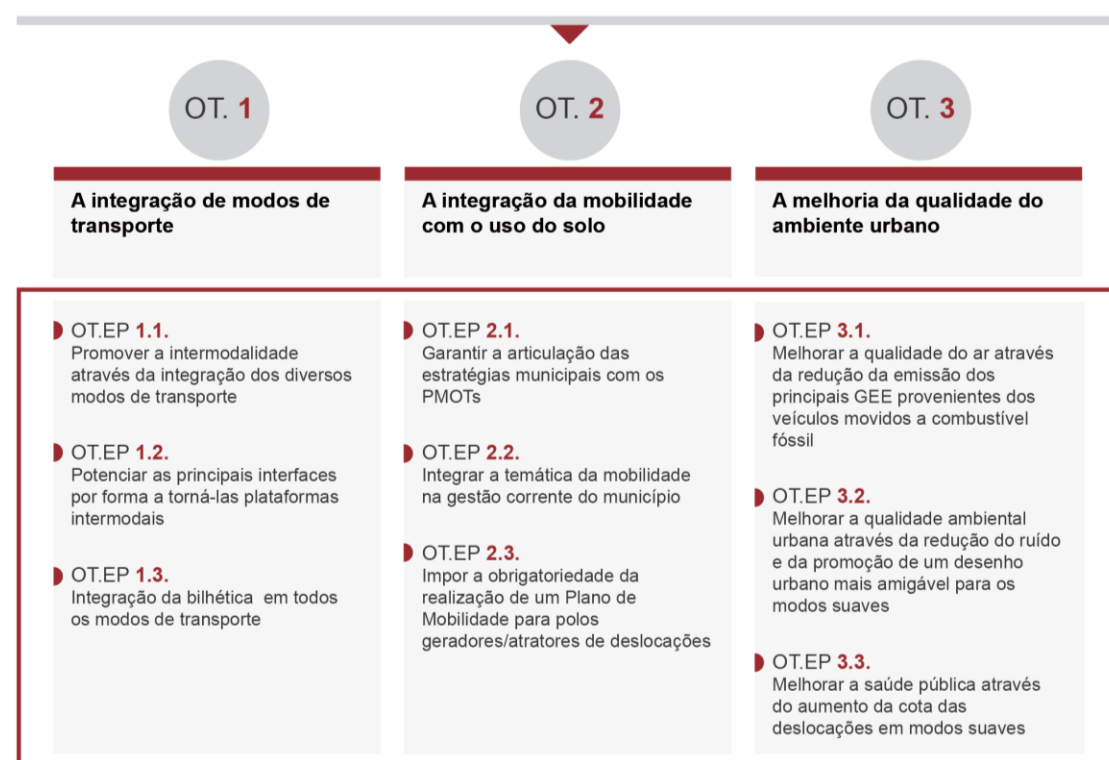 OT. 1
A integração de modos de
transporte
OT.EP 1.1.
Promover a intermodalidade
através da integração dos diversos
modos de transporte
OT.EP 1.2.
Potenciar as principais interfaces
por forma a torná-las plataformas
intermodais
OT.EP 1.3.
Integração da bilhética em todos
os modos de transporte
OT. 2
A integração da mobilidade
com o uso do solo
OT.EP 2.1.
Garantir a articulação das
estratégias municipais com os
PMOTs
OT.EP 2.2.
Integrar a temática da mobilidade
na gestão corrente do município
OT.EP 2.3.
Impor a obrigatoriedade da
realização de um Plano de
Mobilidade para polos
geradores/atratores de deslocações
OT. 3
A melhoria da qualidade do
ambiente urbano
OT.EP 3.1.
Melhorar a qualidade do ar através
da redução da emissão dos
principais GEE provenientes dos
veículos movidos a combustível
fóssil
OT.EP 3.2.
Melhorar a qualidade ambiental
urbana através da redução do ruído
e da promoção de um desenho
urbano mais amigável para os
modos suaves
OT.EP 3.3.
Melhorar a saúde pública através
do aumento da cota das
deslocações em modos suaves